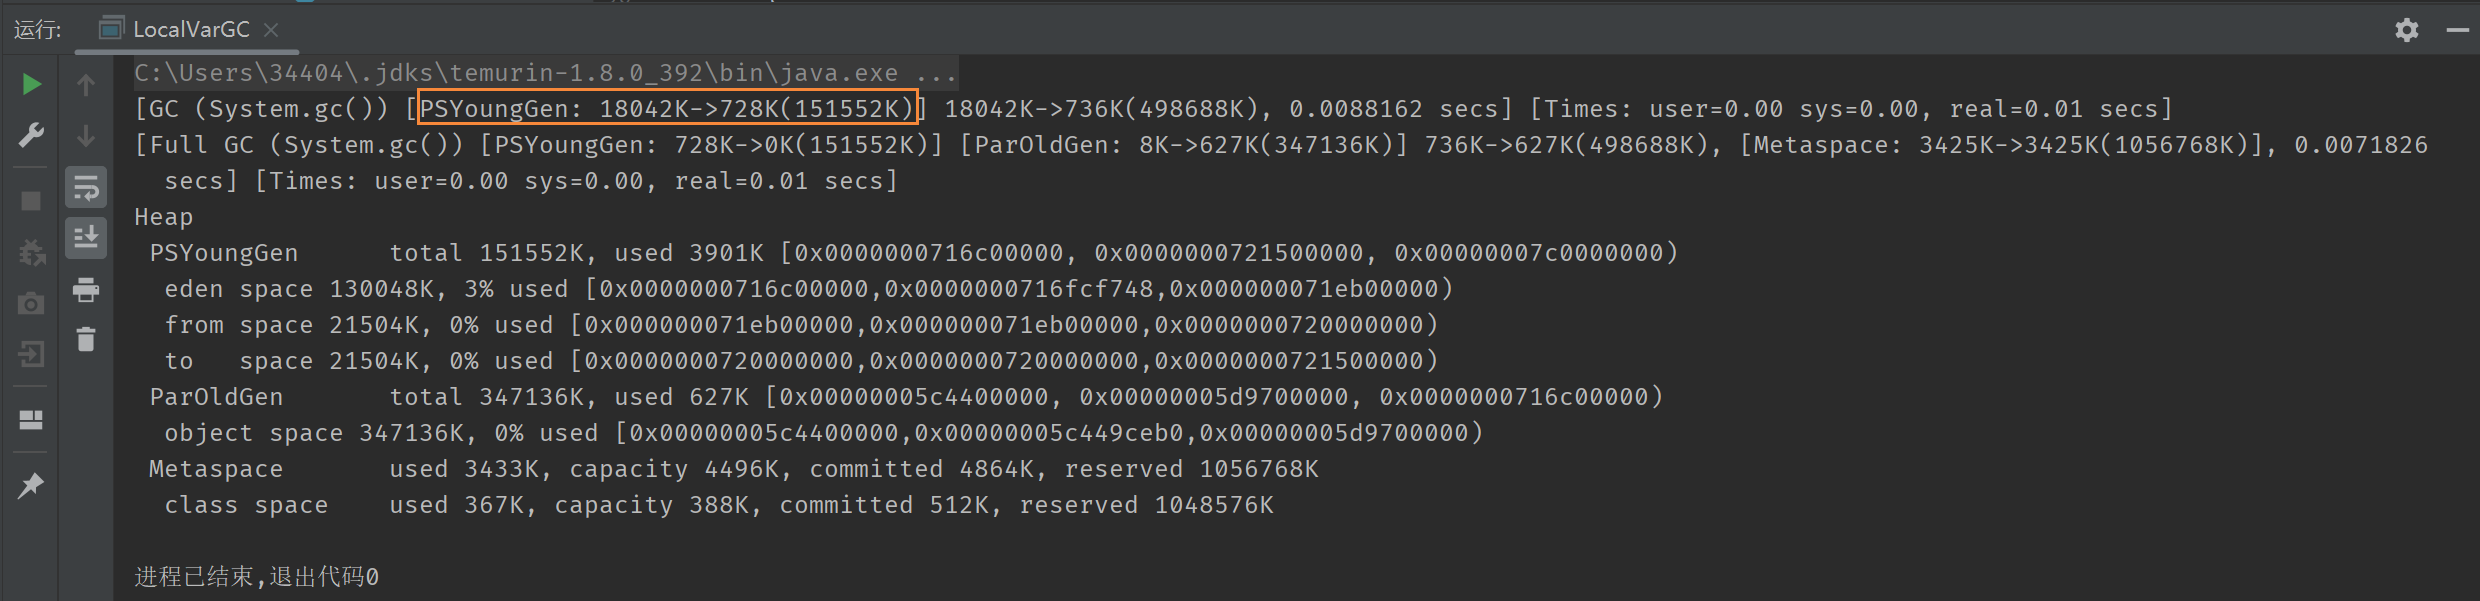 运行: LocalVarGC
C:\Users\34404\.jdks\temurin-1.8.0_392\bin\java.exe ...
[GC (System.gc()) [PSYoungGen: 18042K->728K(151552K)] 18042K->736K(498688K), 0.0088162 secs] [Times: user=0.00 sys=0.00, real=0.01 secs]
[Full GC (System.gc()) [PSYoungGen: 728K->0K(151552K)] [ParOldGen: 8K->627K(347136K)] 736K->627K(498688K), [Metaspace: 3425K->3425K(1056768K)], 0.0071826
secs] [Times: user=0.00 sys=0.00, real=0.01 secs]
Heap
PSYoungGen      total 151552K, used 3901K [0x0000000716c00000, 0x0000000721500000, 0x00000007c0000000)
eden space 130048K, 3% used [0x0000000716c00000,0x0000000716fcf748,0x000000071eb00000)
from space 21504K, 0% used [0x000000071eb00000,0x000000071eb00000,0x0000000720000000)
to   space 21504K, 0% used [0x0000000720000000,0x0000000720000000,0x0000000721500000)
ParOldGen       total 347136K, used 627K [0x00000005c4400000, 0x00000005d9700000, 0x0000000716c00000)
object space 347136K, 0% used [0x00000005c4400000,0x00000005c449ceb0,0x00000005d9700000)
Metaspace       used 3433K, capacity 4496K, committed 4864K, reserved 1056768K
class space    used 367K, capacity 388K, committed 512K, reserved 1048576K
进程已结束,退出代码0